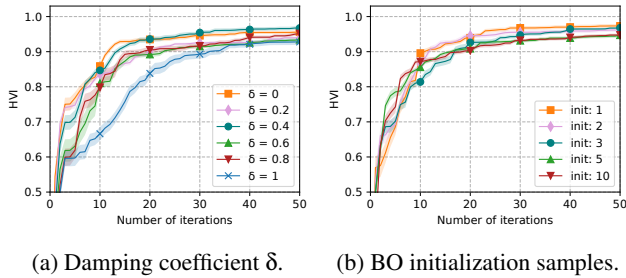 HVI
1.0
0.9
0.8
0.7
0.6
0.5
0
10
20
30
40
50
Number of iterations
δ = 0
δ = 0.2
δ = 0.4
δ = 0.6
δ = 0.8
δ = 1
(a) Damping coefficient δ.
HVI
1.0
0.9
0.8
0.7
0.6
0.5
0
10
20
30
40
50
Number of iterations
init: 1
init: 2
init: 3
init: 5
init: 10
(b) BO initialization samples.